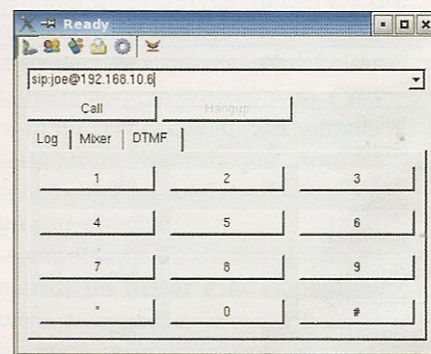 Ready
sip:joe@192.168.10.6
Call Hangup
Log Mixer DTMF
1 2 3
4 5 6
7 8 9
* 0 #